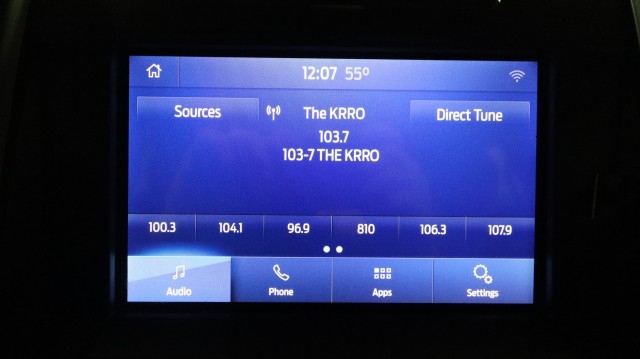 12:07 55°
Sources
The KRRO
Direct Tune
103.7
103-7 THE KRRO
100.3 104.1 96.9 810 106.3 107.9
Audio Phone Apps Settings